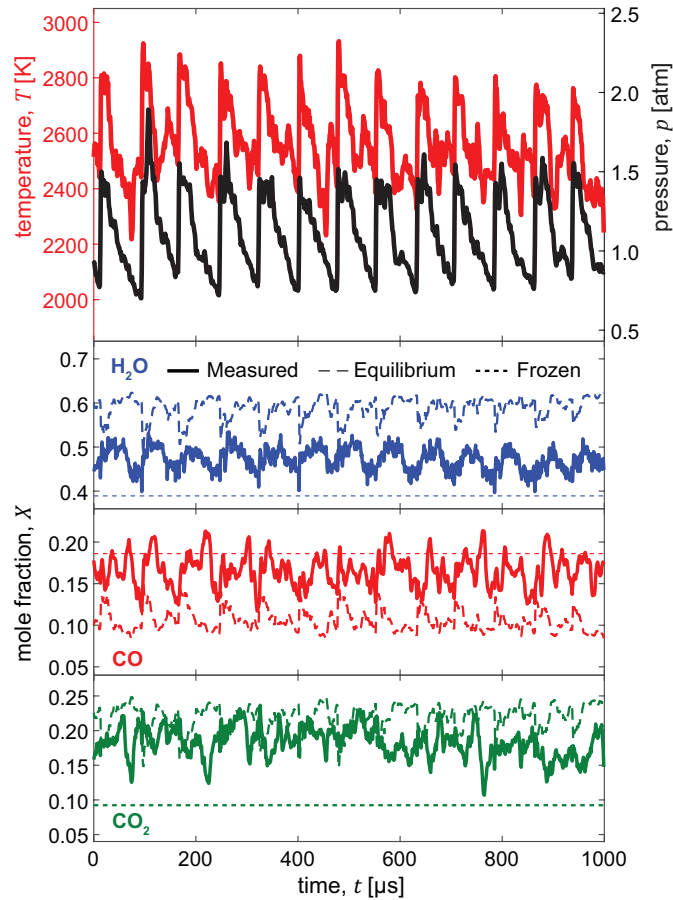 3000
2800
2600
2400
2200
2000
temperature, T [K]
2.5
2.0
1.5
1.0
0.5
pressure, p [atm]
H₂O
Measured
Equilibrium
Frozen
0.7
0.6
0.5
0.4
CO
0.20
0.15
0.10
0.05
mole fraction, X
CO₂
0.25
0.20
0.15
0.10
0.05
0 200 400 600 800 1000
time, t [µs]